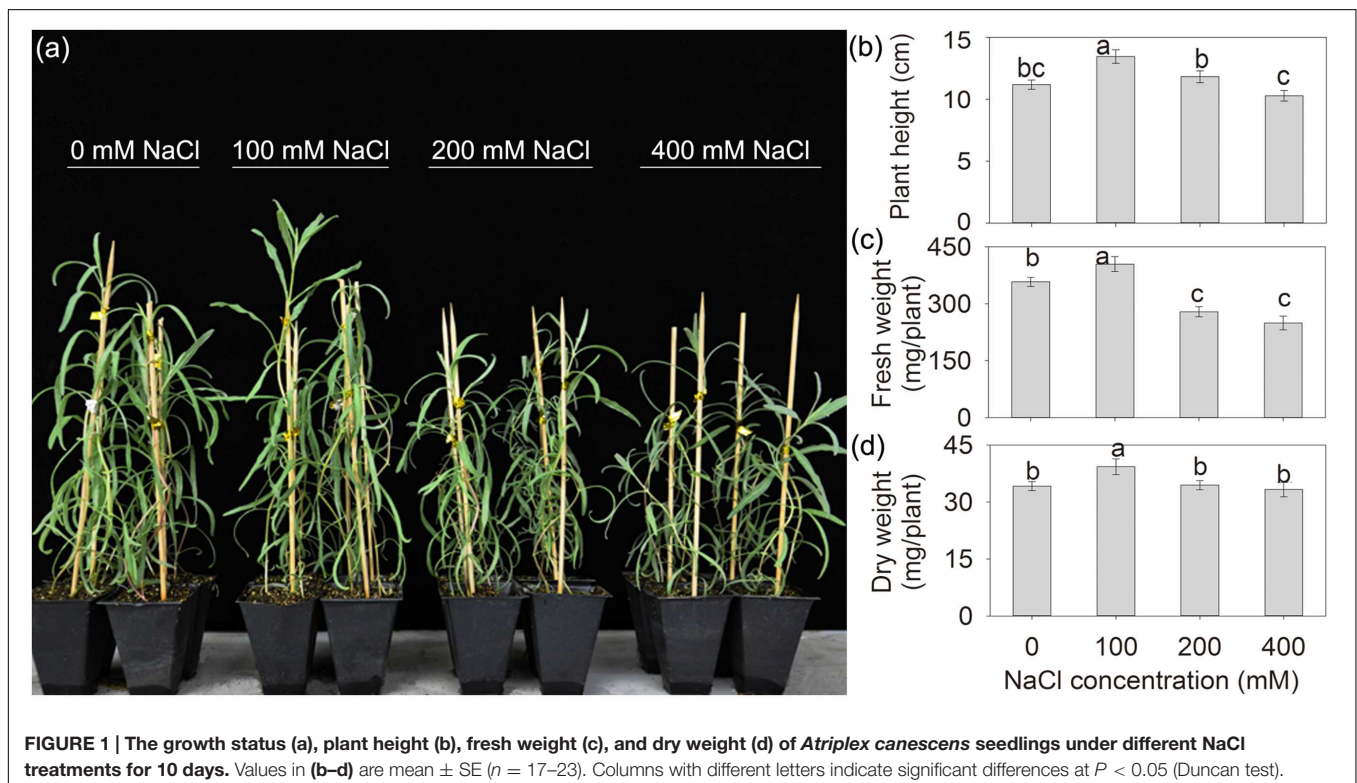 (a)
0 mM NaCl 100 mM NaCl 200 mM NaCl 400 mM NaCl
(b)
Plant height (cm)
15
10
5
0
bc a b c
(c)
Fresh weight
(mg/plant)
450
300
150
0
b a c c
(d)
Dry weight
(mg/plant)
45
30
15
0
b a b b
0 100 200 400
NaCl concentration (mM)
FIGURE 1 | The growth status (a), plant height (b), fresh weight (c), and dry weight (d) of Atriplex canescens seedlings under different NaCl
treatments for 10 days. Values in (b–d) are mean ± SE (n = 17–23). Columns with different letters indicate significant differences at P < 0.05 (Duncan test).